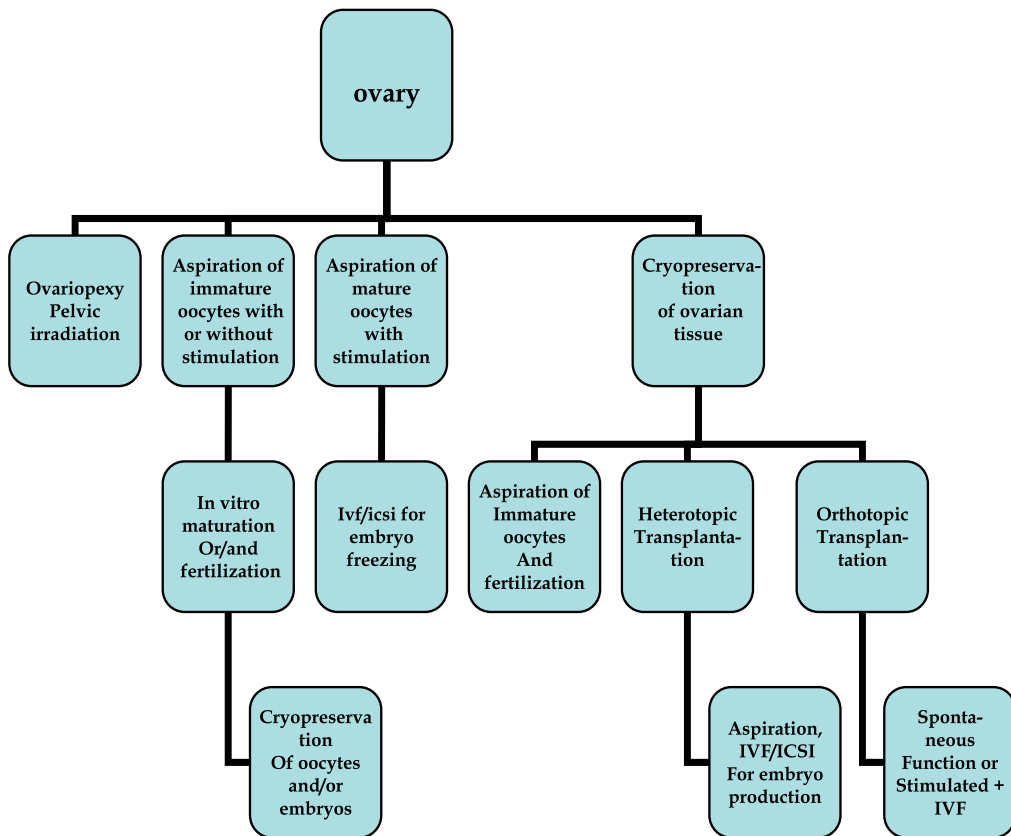 ovary
Ovariopexy
Pelvic
irradiation
Aspiration of
immature
oocytes with
or without
stimulation
Aspiration of
mature
oocytes
with
stimulation
Cryopreserva-
tion
of ovarian
tissue
In vitro
maturation
Or/and
fertilization
Ivf/icsi for
embryo
freezing
Aspiration of
Immature
oocytes
And
fertilization
Heterotopic
Transplanta-
tion
Orthotopic
Transplan-
tation
Cryopreserva
tion
Of oocytes
and/or
embryos
Aspiration,
IVF/ICSI
For embryo
production
Sponta-
neous
Function or
Stimulated +
IVF